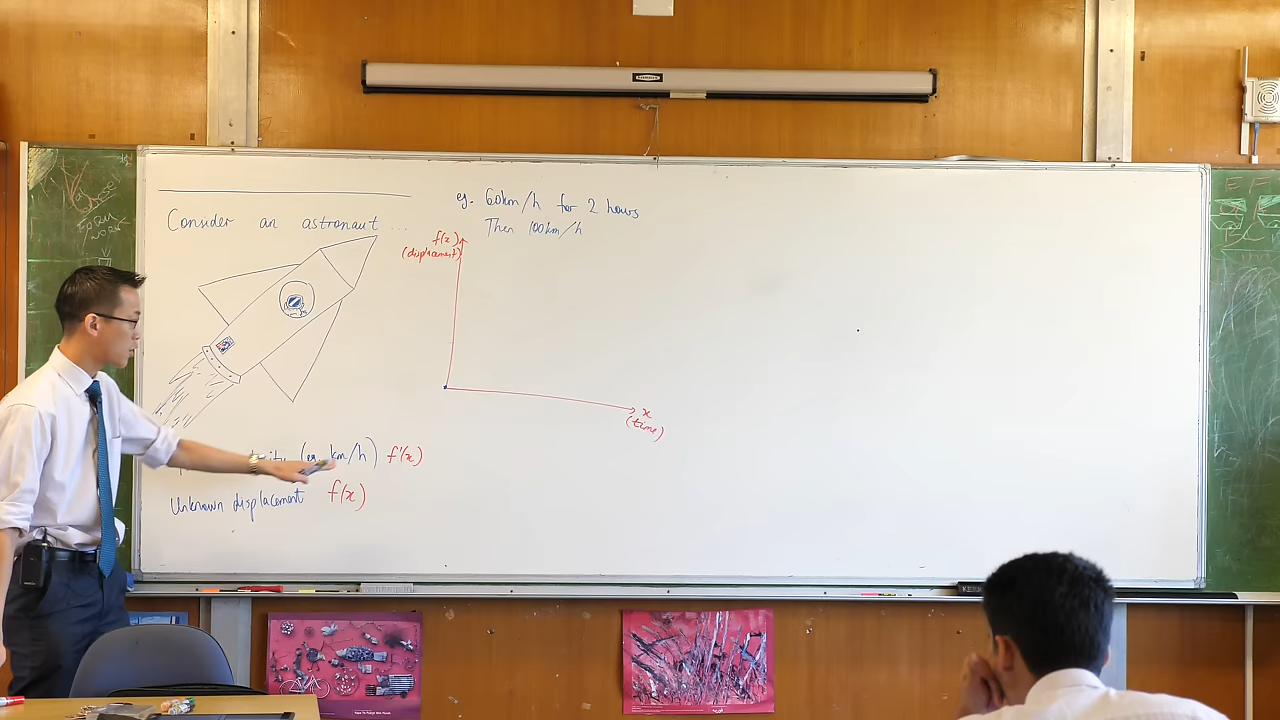 Consider an astronaut ...
eg. 60km/h for 2 hours
Then 100km/h
f(x)
(displacement)
x
(time)
km/h) f'(x)
Unknown displacement f(x)